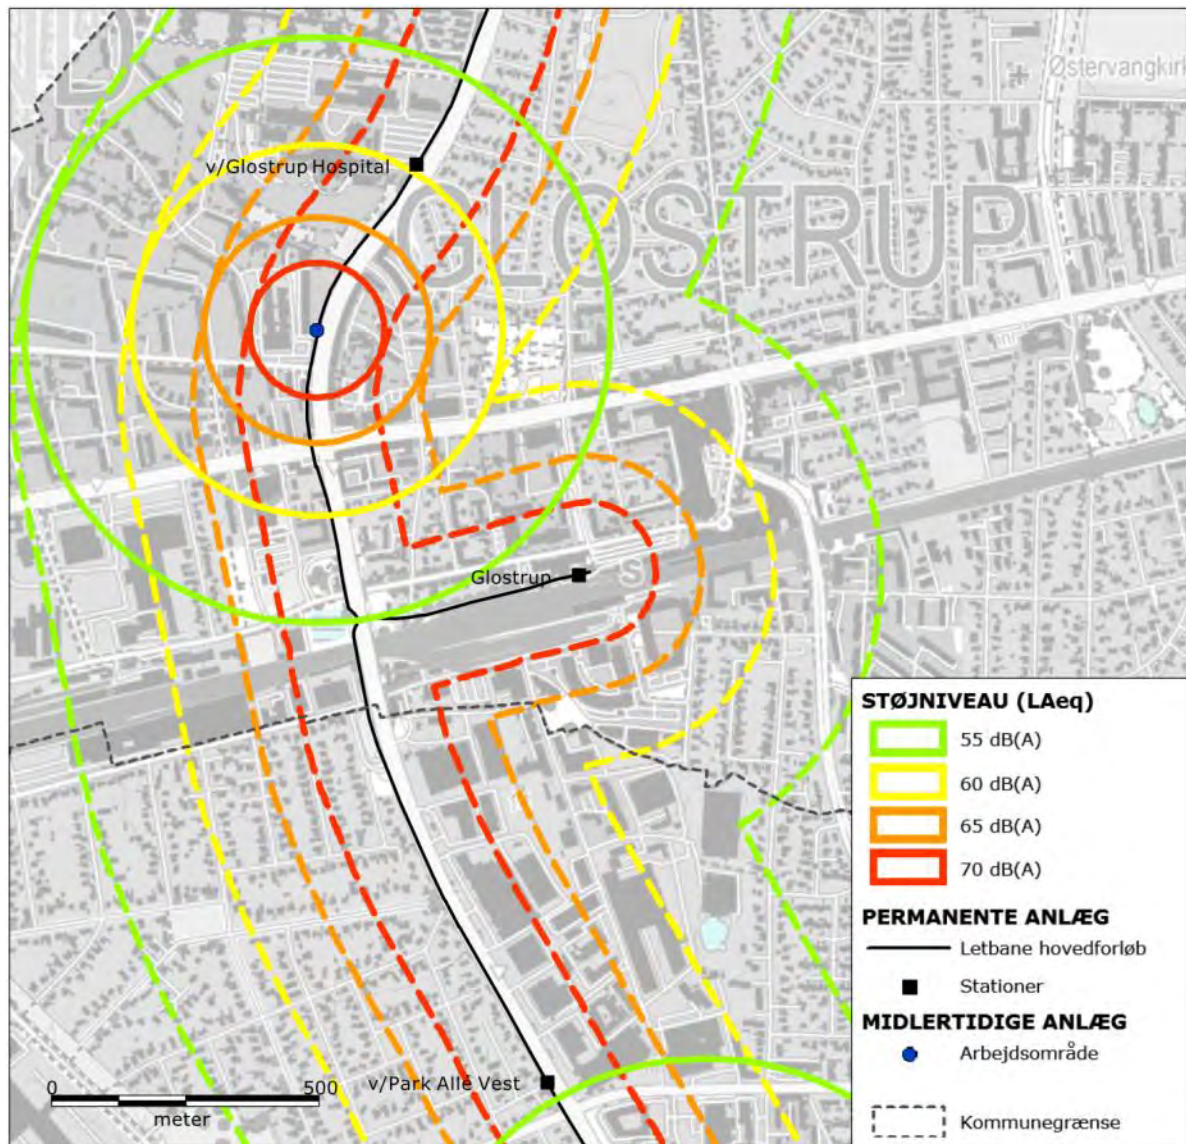 Østervangkirk
v/Glostrup Hospital
GLOSTRUP
Glostrup
S
STØJNIVEAU (LAeq)
55 dB(A)
60 dB(A)
65 dB(A)
70 dB(A)
PERMANENTE ANLÆG
Letbane hovedforløb
Stationer
MIDLERTIDIGE ANLÆG
Arbejdsområde
Kommunegrænse
v/Park Allé Vest
0 500
meter